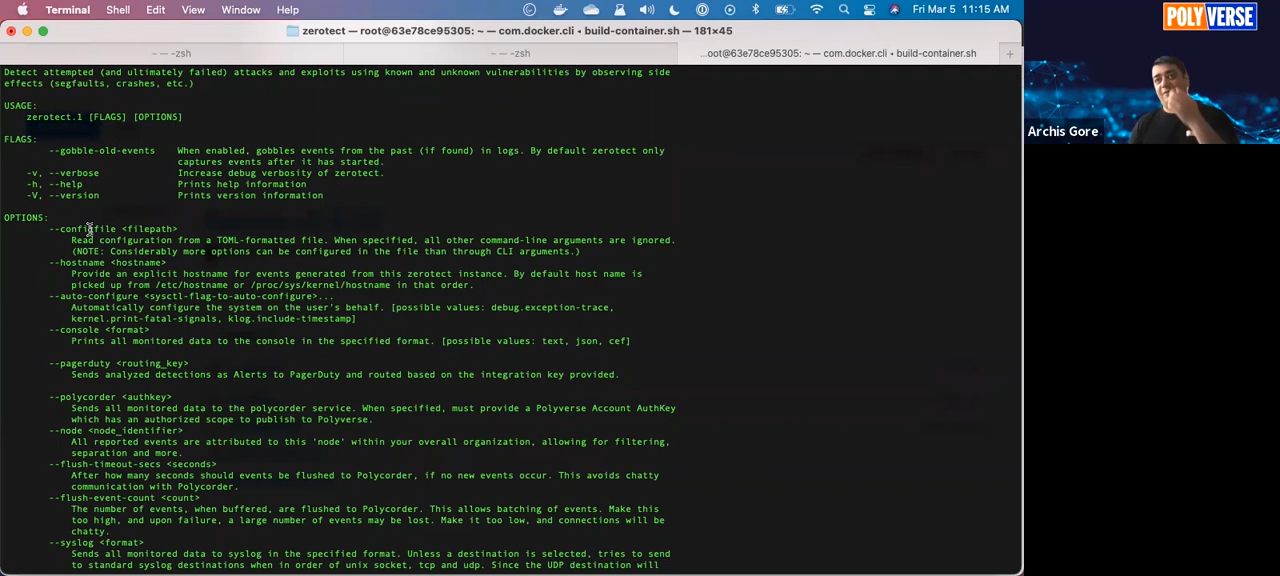 Terminal Shell Edit View Window Help Fri Mar 5 11:15 AM
POLYVERSE
zerotect — root@63e78ce95305: ~ — com.docker.cli ◂ build-container.sh — 181×45
~ — -zsh ~ — -zsh ...oot@63e78ce95305: ~ — com.docker.cli ◂ build-container.sh
Detect attempted (and ultimately failed) attacks and exploits using known and unknown vulnerabilities by observing side
effects (segfaults, crashes, etc.)
USAGE:
zerotect.1 [FLAGS] [OPTIONS]
Archis Gore
FLAGS:
--gobble-old-events When enabled, gobbles events from the past (if found) in logs. By default zerotect only
captures events after it has started.
-v, --verbose Increase debug verbosity of zerotect.
-h, --help Prints help information
-V, --version Prints version information
OPTIONS:
--configfile <filepath>
Read configuration from a TOML-formatted file. When specified, all other command-line arguments are ignored.
(NOTE: Considerably more options can be configured in the file than through CLI arguments.)
--hostname <hostname>
Provide an explicit hostname for events generated from this zerotect instance. By default host name is
picked up from /etc/hostname or /proc/sys/kernel/hostname in that order.
--auto-configure <sysctl-flag-to-auto-configure>...
Automatically configure the system on the user's behalf. [possible values: debug.exception-trace,
kernel.print-fatal-signals, klog.include-timestamp]
--console <format>
Prints all monitored data to the console in the specified format. [possible values: text, json, cef]
--pagerduty <routing_key>
Sends analyzed detections as Alerts to PagerDuty and routed based on the integration key provided.
--polycorder <authkey>
Sends all monitored data to the polycorder service. When specified, must provide a Polyverse Account AuthKey
which has an authorized scope to publish to Polyverse.
--node <node_identifier>
All reported events are attributed to this 'node' within your overall organization, allowing for filtering,
separation and more.
--flush-timeout-secs <seconds>
After how many seconds should events be flushed to Polycorder, if no new events occur. This avoids chatty
communication with Polycorder.
--flush-event-count <count>
The number of events, when buffered, are flushed to Polycorder. This allows batching of events. Make this
too high, and upon failure, a large number of events may be lost. Make it too low, and connections will be
chatty.
--syslog <format>
Sends all monitored data to syslog in the specified format. Unless a destination is selected, tries to send
to standard syslog destinations when in order of unix socket, tcp and udp. Since the UDP destination will